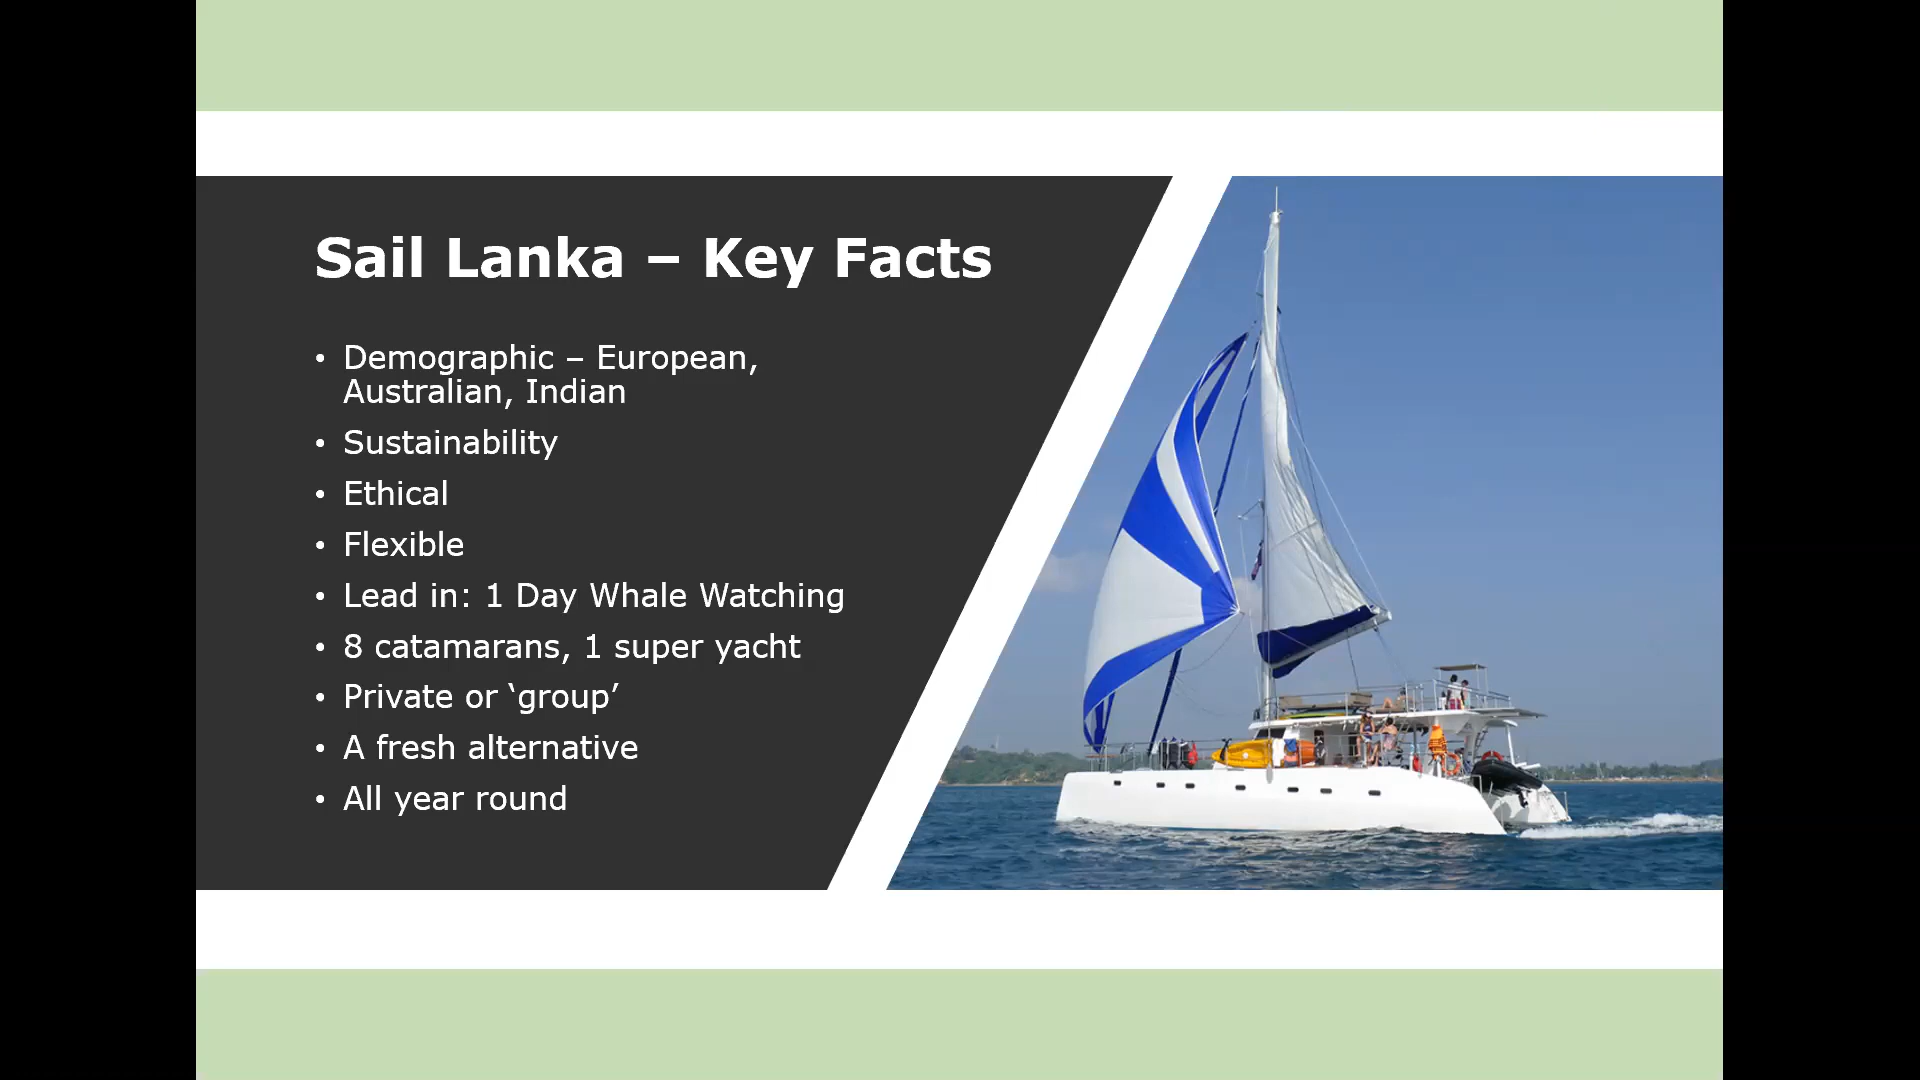 Sail Lanka – Key Facts
• Demographic – European,
Australian, Indian
• Sustainability
• Ethical
• Flexible
• Lead in: 1 Day Whale Watching
• 8 catamarans, 1 super yacht
• Private or ‘group’
• A fresh alternative
• All year round